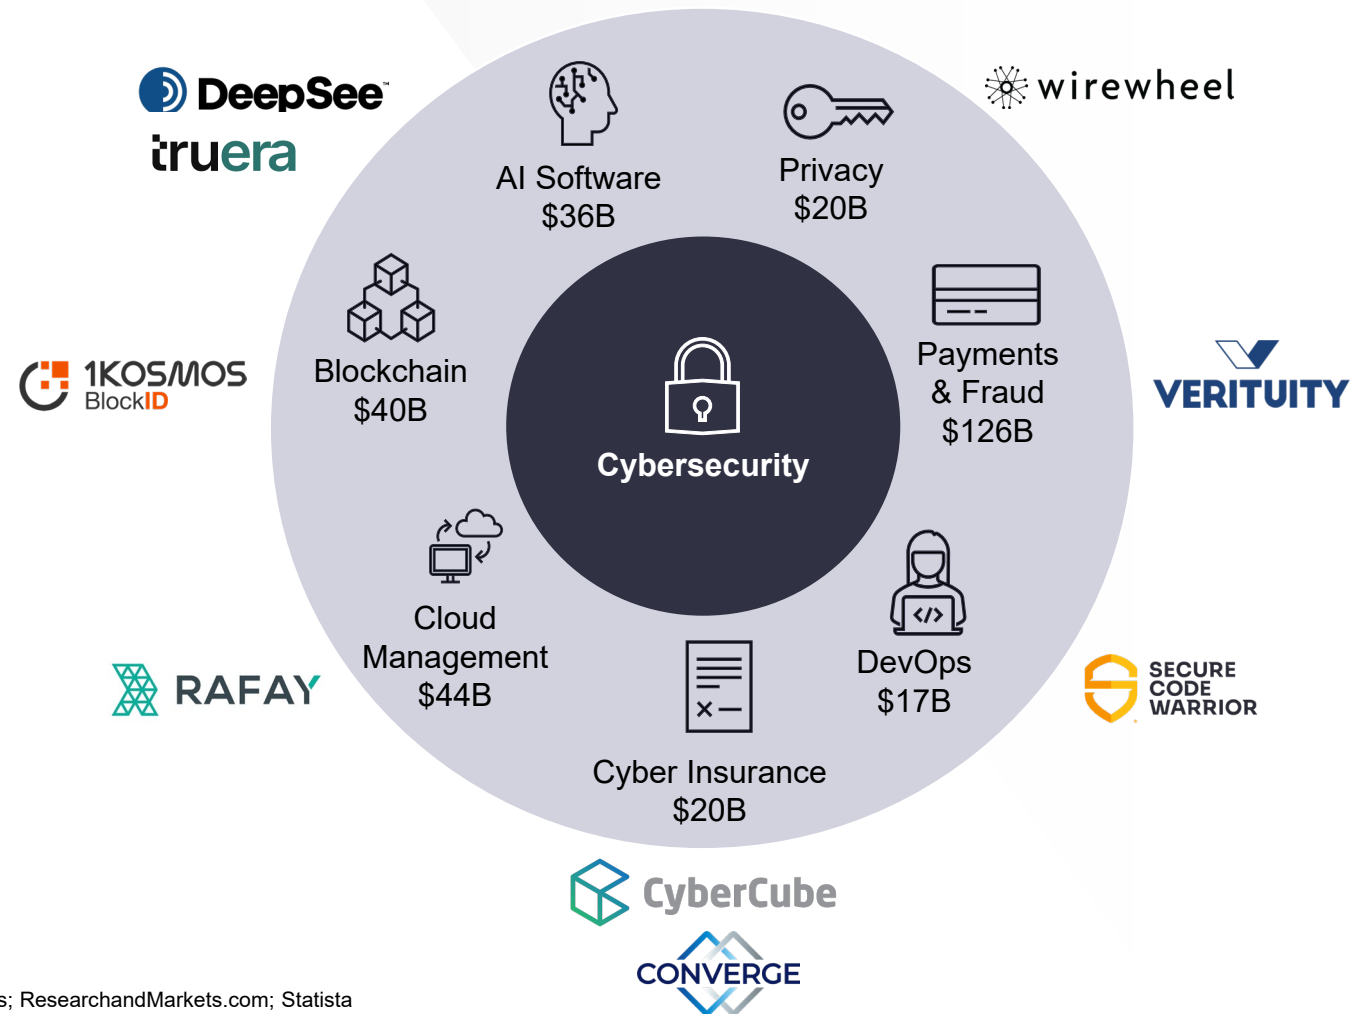 DeepSee™
truera
wirewheel
AI Software
$36B
Privacy
$20B
Blockchain
$40B
Payments
& Fraud
$126B
1KOSMOS
BlockID
VERITUITY
Cybersecurity
Cloud
Management
$44B
DevOps
$17B
</>
RAFAY
SECURE
CODE
WARRIOR
Cyber Insurance
$20B
CyberCube
CONVERGE
s; ResearchandMarkets.com; Statista